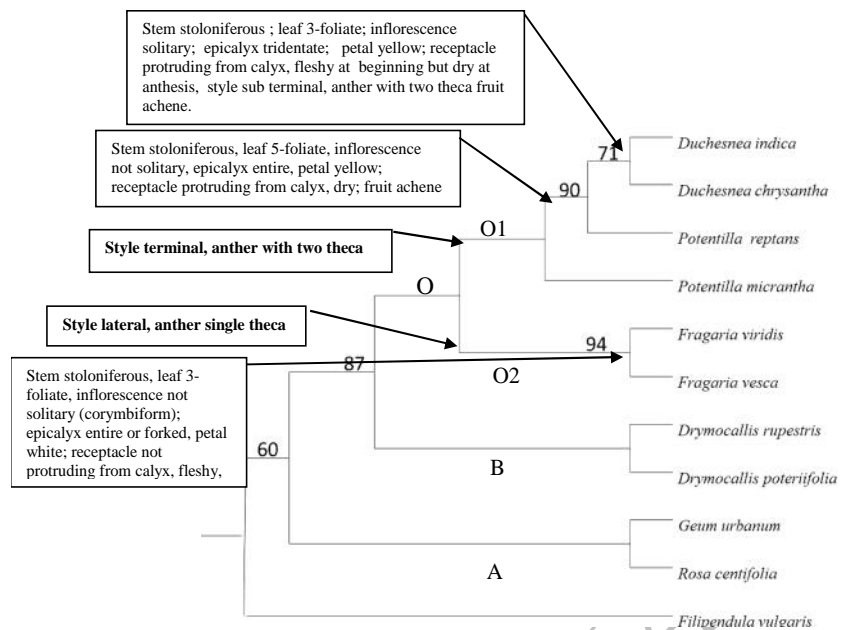 Stem stoloniferous ; leaf 3-foliate; inflorescence
solitary; epicalyx tridentate; petal yellow; receptacle
protruding from calyx, fleshy at beginning but dry at
anthesis, style sub terminal, anther with two theca fruit
achene.
Stem stoloniferous, leaf 5-foliate, inflorescence
not solitary, epicalyx entire, petal yellow;
receptacle protruding from calyx, dry; fruit achene
Style terminal, anther with two theca
Style lateral, anther single theca
Stem stoloniferous, leaf 3-
foliate, inflorescence not
solitary (corymbiform);
epicalyx entire or forked, petal
white; receptacle not
protruding from calyx, fleshy,
71
90
O1
O
94
87
O2
60
B
A
Duchesnea indica
Duchesnea chrysantha
Potentilla reptans
Potentilla micrantha
Fragaria viridis
Fragaria vesca
Drymocallis rupestris
Drymocallis poteriifolia
Geum urbanum
Rosa centifolia
Filipendula vulgaris